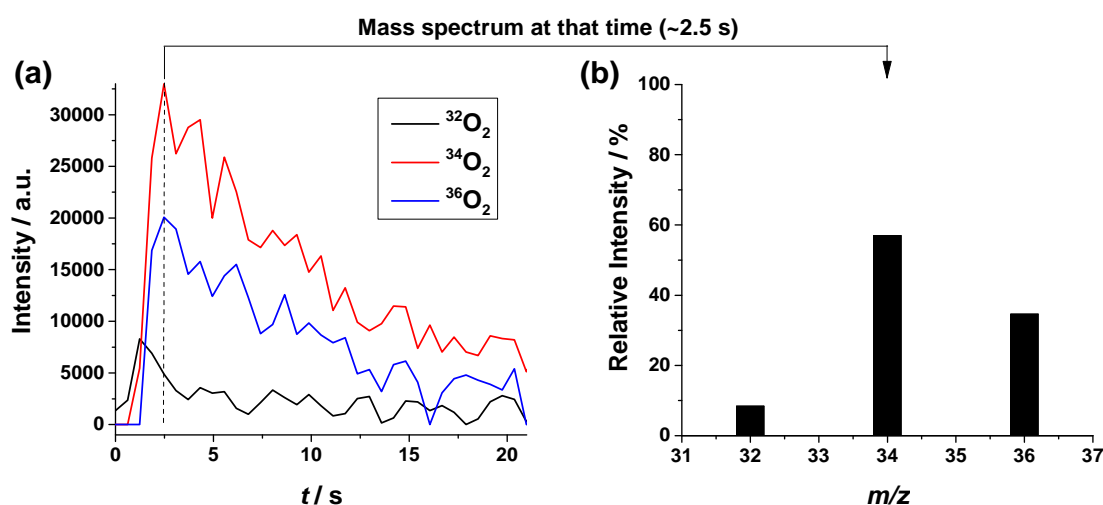 Mass spectrum at that time (~2.5 s)
(a)
30000
25000
20000
15000
10000
5000
0
Intensity / a.u.
0 5 10 15 20
t / s
³²O₂
³⁴O₂
³⁶O₂
(b)
100
80
60
40
20
0
Relative Intensity / %
31 32 33 34 35 36 37
m/z